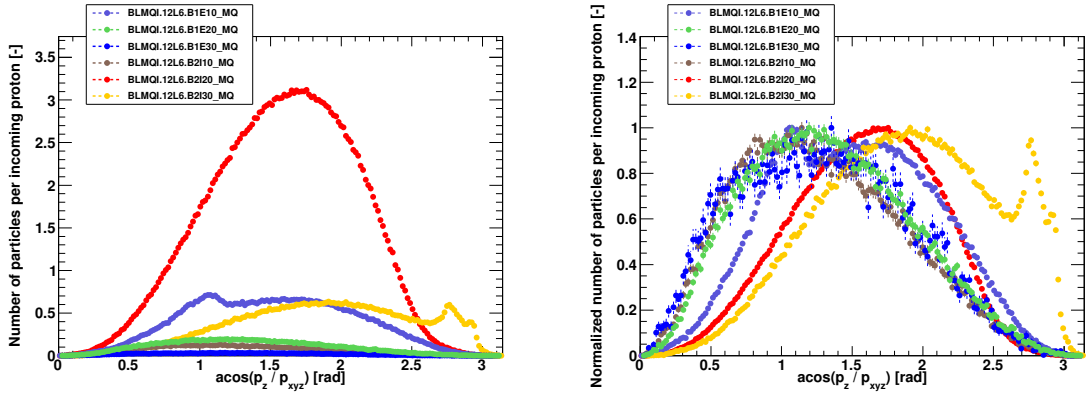 Number of particles per incoming proton [-]
3.5
3
2.5
2
1.5
1
0.5
0
BLMQI.12L6.B1E10_MQ
BLMQI.12L6.B1E20_MQ
BLMQI.12L6.B1E30_MQ
BLMQI.12L6.B2I10_MQ
BLMQI.12L6.B2I20_MQ
BLMQI.12L6.B2I30_MQ
0 0.5 1 1.5 2 2.5 3
acos(p_z / p_xyz) [rad]
Normalized number of particles per incoming proton [-]
1.4
1.2
1
0.8
0.6
0.4
0.2
0
BLMQI.12L6.B1E10_MQ
BLMQI.12L6.B1E20_MQ
BLMQI.12L6.B1E30_MQ
BLMQI.12L6.B2I10_MQ
BLMQI.12L6.B2I20_MQ
BLMQI.12L6.B2I30_MQ
0 0.5 1 1.5 2 2.5 3
acos(p_z / p_xyz) [rad]